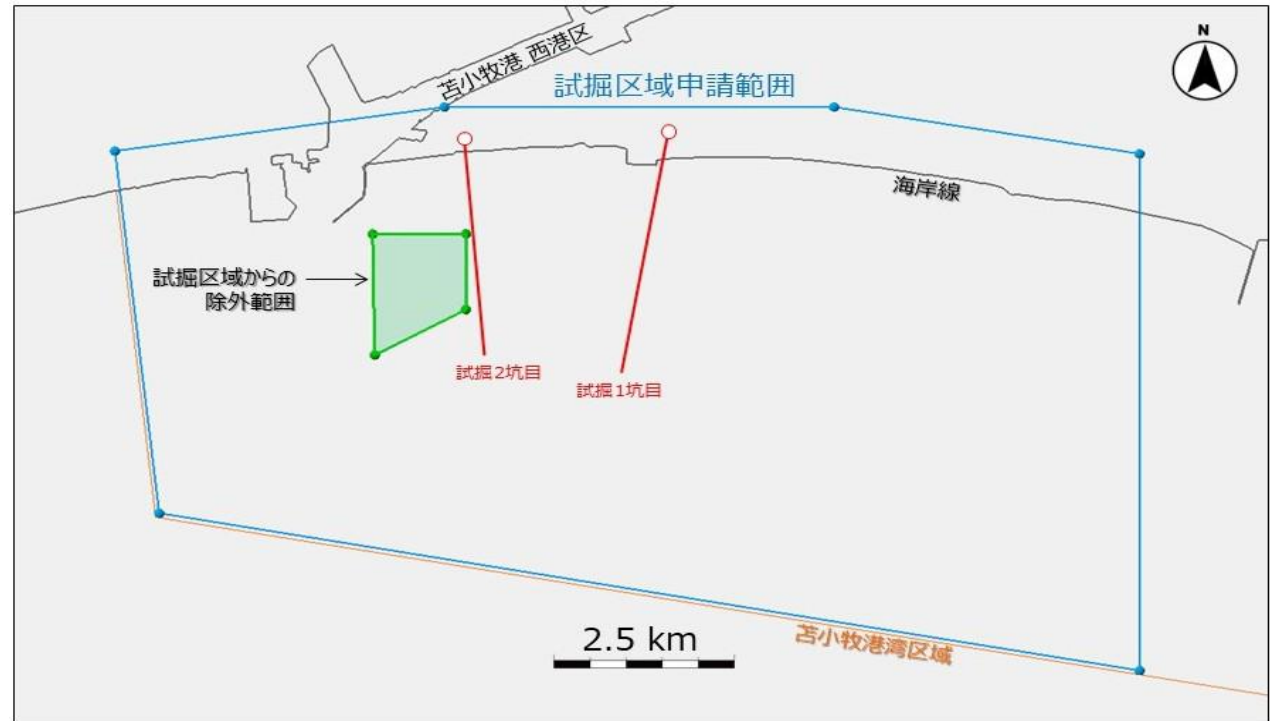 N
苫小牧港 西港区
試掘区域申請範囲
海岸線
試掘区域からの
除外範囲
試掘2坑目
試掘1坑目
2.5 km
苫小牧港湾区域